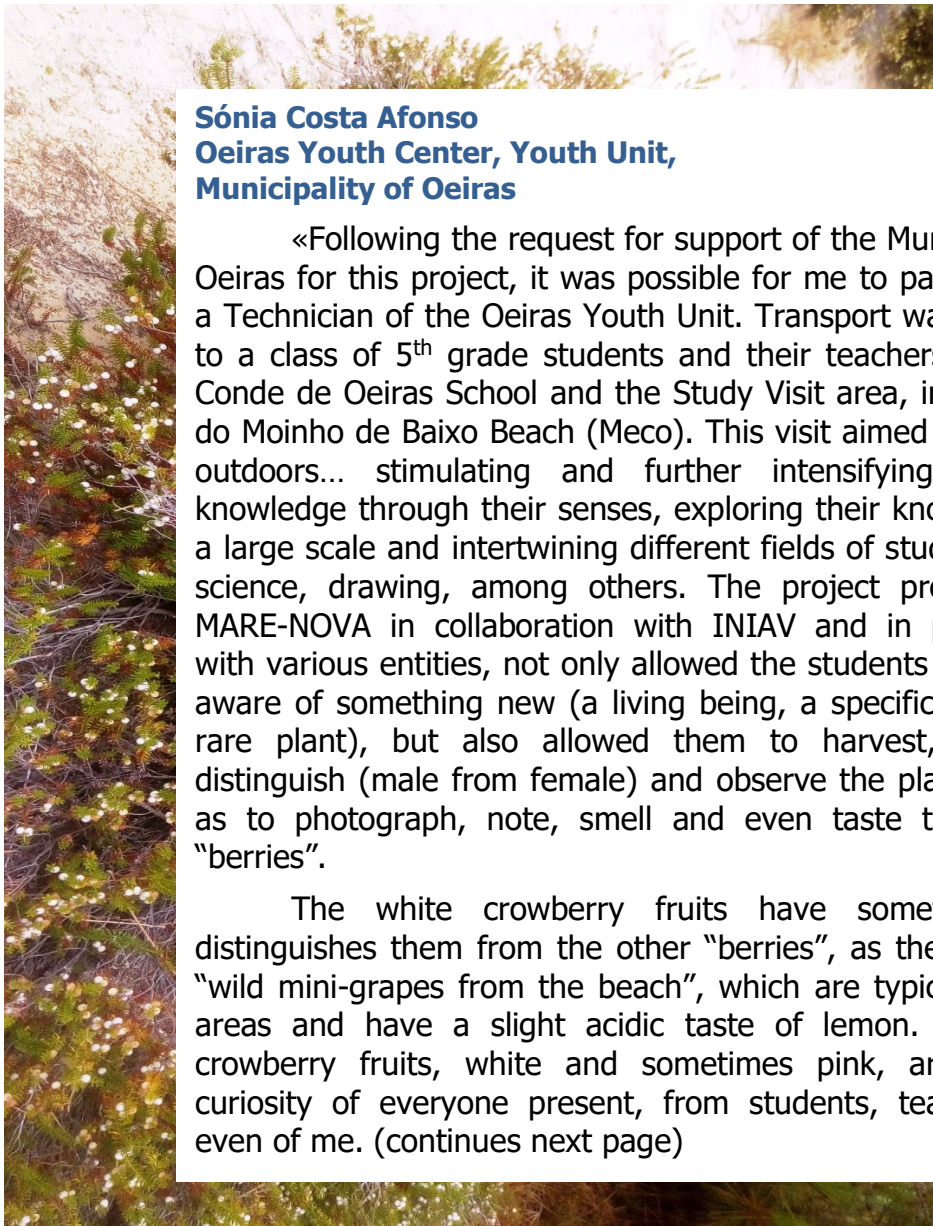 Sónia Costa Afonso
Oeiras Youth Center, Youth Unit,
Municipality of Oeiras
«Following the request for support of the
Oeiras for this project, it was possible for me to pa
a Technician of the Oeiras Youth Unit. Transport wa
to a class of 5th grade students and their teachers
Conde de Oeiras School and the Study Visit area,
do Moinho de Baixo Beach (Meco). This visit aimed
outdoors… stimulating and further intensifying
knowledge through their senses, exploring their
a large scale and intertwining different fields of
science, drawing, among others. The project
MARE-NOVA in collaboration with INIAV and in
with various entities, not only allowed the students
aware of something new (a living being, a specific
rare plant), but also allowed them to harvest,
distinguish (male from female) and observe the pla
as to photograph, note, smell and even taste t
“berries”.
The white crowberry fruits have some
distinguishes them from the other “berries”, as the
“wild mini-grapes from the beach”, which are typic
areas and have a slight acidic taste of lemon.
crowberry fruits, white and sometimes pink,
curiosity of everyone present, from students, tea
even of me. (continues next page)